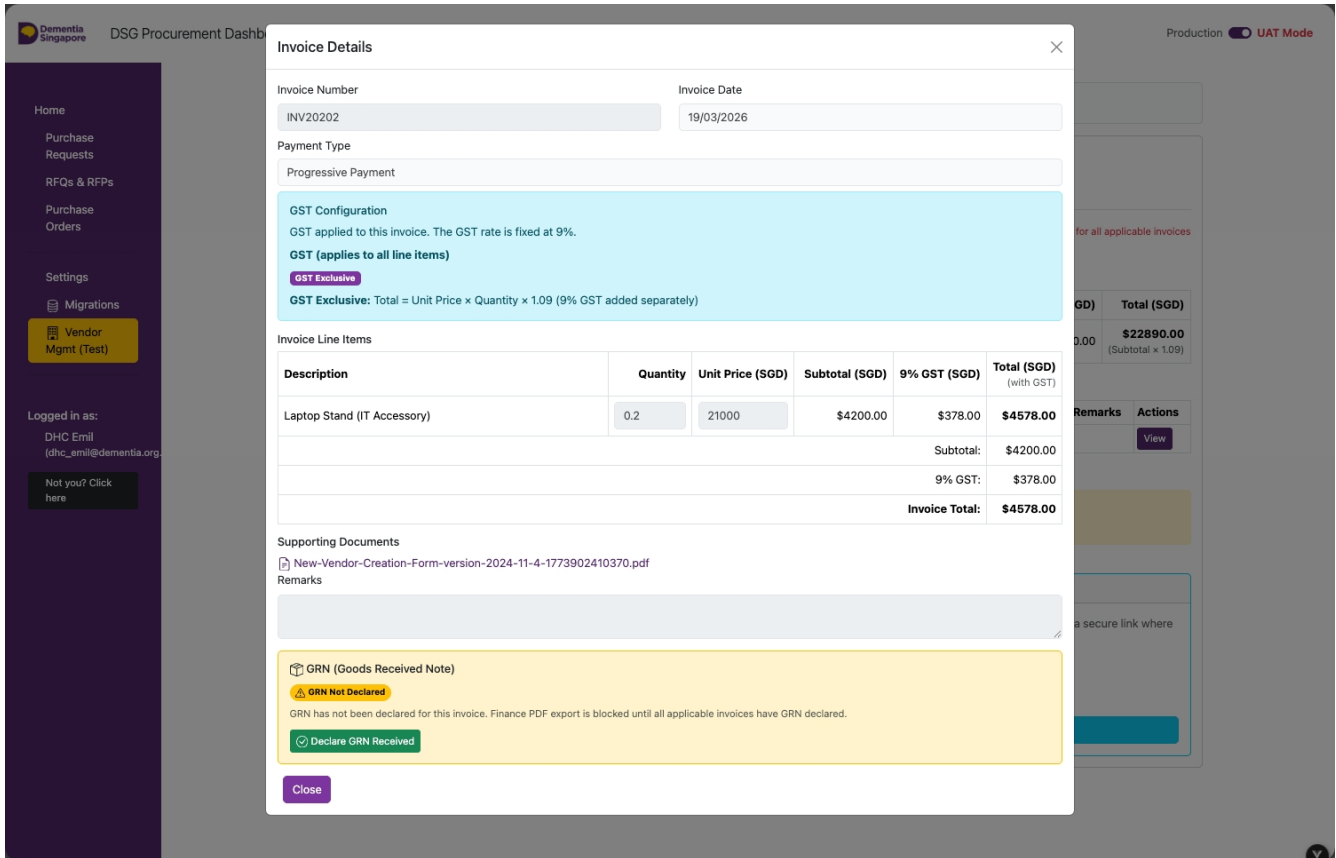 Dementia
Singapore
DSG Procurement Dashbo
Production
UAT Mode
Home
Purchase
Requests
RFQs & RFPs
Purchase
Orders
Settings
Migrations
Vendor
Mgmt (Test)
Logged in as:
DHC Emil
(dhc_emil@dementia.org.
Not you? Click
here
Invoice Details
Invoice Number
Invoice Date
INV20202
19/03/2026
Payment Type
Progressive Payment
GST Configuration
GST applied to this invoice. The GST rate is fixed at 9%.
GST (applies to all line items)
GST Exclusive
GST Exclusive: Total = Unit Price × Quantity × 1.09 (9% GST added separately)
Invoice Line Items
Description Quantity Unit Price (SGD) Subtotal (SGD) 9% GST (SGD) Total (SGD)
(with GST)
Laptop Stand (IT Accessory) 0.2 21000 $4200.00 $378.00 $4578.00
Subtotal: $4200.00
9% GST: $378.00
Invoice Total: $4578.00
Supporting Documents
New-Vendor-Creation-Form-version-2024-11-4-1773902410370.pdf
Remarks
GRN (Goods Received Note)
GRN Not Declared
GRN has not been declared for this invoice. Finance PDF export is blocked until all applicable invoices have GRN declared.
Declare GRN Received
Close
for all applicable invoices
GD) Total (SGD)
0.00 $22890.00
(Subtotal × 1.09)
Remarks Actions
View
a secure link where